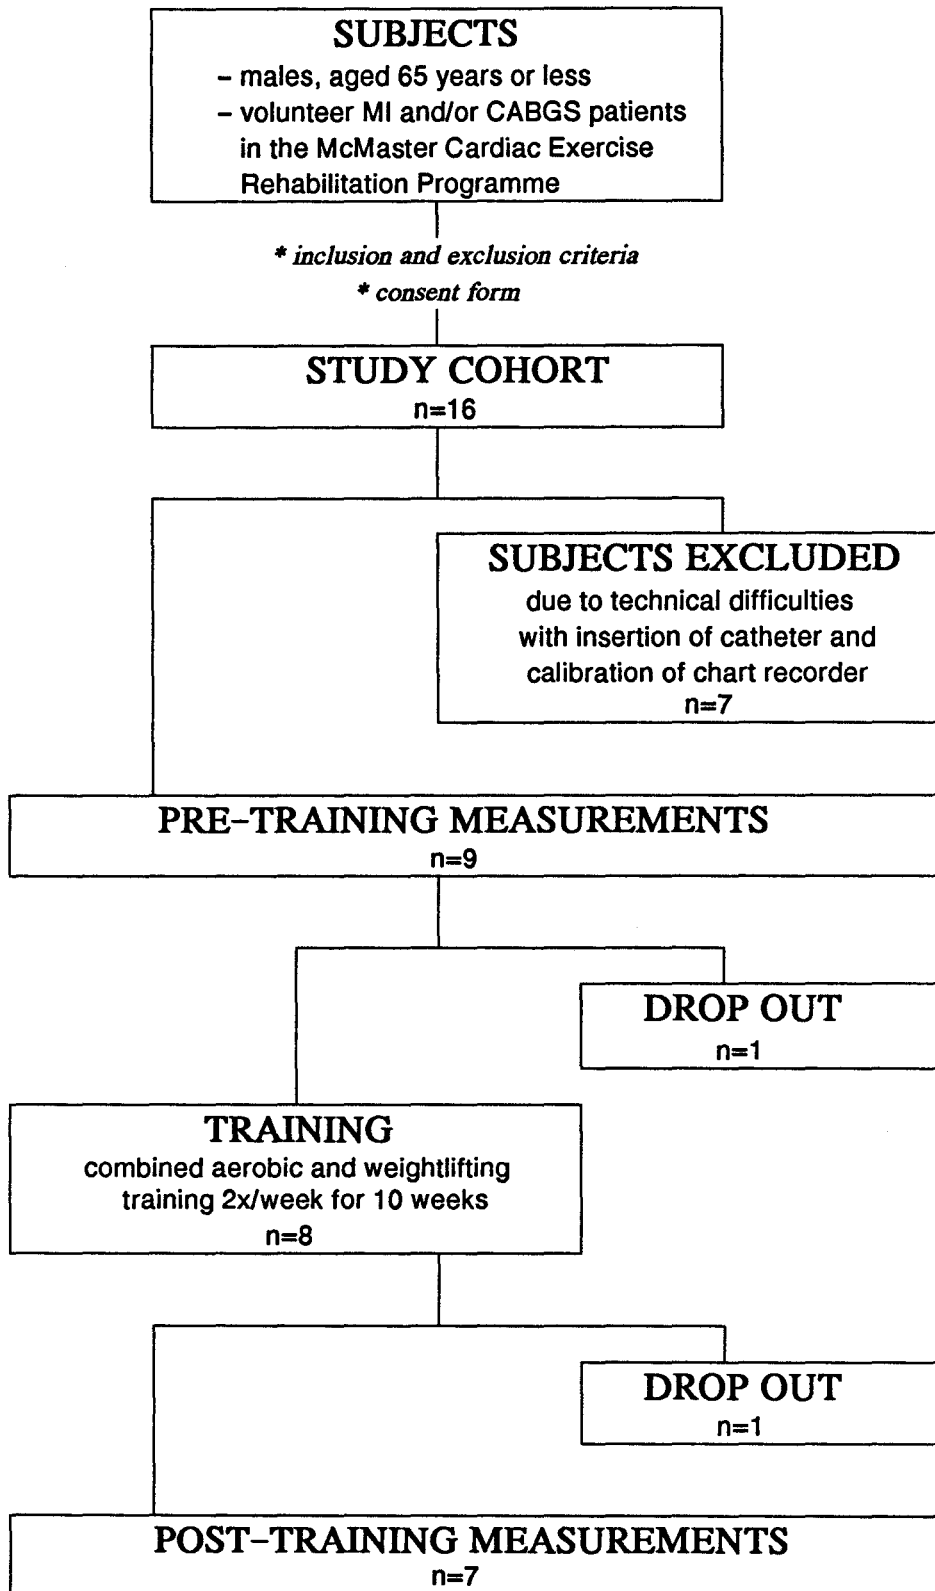 SUBJECTS
– males, aged 65 years or less
– volunteer MI and/or CABGS patients
in the McMaster Cardiac Exercise
Rehabilitation Programme
* inclusion and exclusion criteria
* consent form
STUDY COHORT
n=16
SUBJECTS EXCLUDED
due to technical difficulties
with insertion of catheter and
calibration of chart recorder
n=7
PRE–TRAINING MEASUREMENTS
n=9
DROP OUT
n=1
TRAINING
combined aerobic and weightlifting
training 2x/week for 10 weeks
n=8
DROP OUT
n=1
POST–TRAINING MEASUREMENTS
n=7